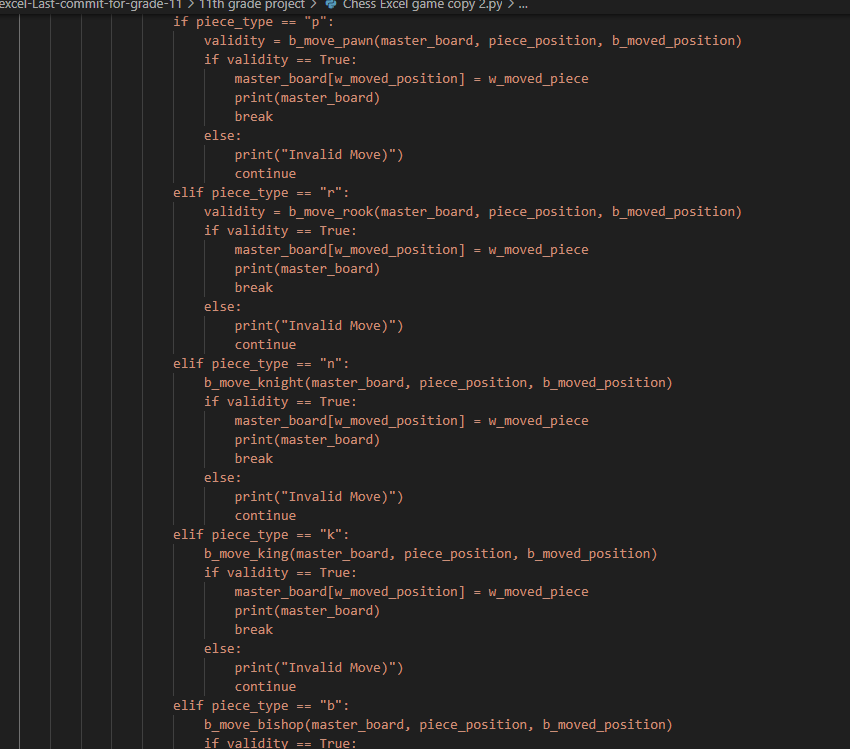 excel-Last-commit-for-grade-11 > 11th grade project > Chess Excel game copy 2.py > ...
if piece_type == "p":
    validity = b_move_pawn(master_board, piece_position, b_moved_position)
    if validity == True:
        master_board[w_moved_position] = w_moved_piece
        print(master_board)
        break
    else:
        print("Invalid Move)")
        continue
elif piece_type == "r":
    validity = b_move_rook(master_board, piece_position, b_moved_position)
    if validity == True:
        master_board[w_moved_position] = w_moved_piece
        print(master_board)
        break
    else:
        print("Invalid Move)")
        continue
elif piece_type == "n":
    b_move_knight(master_board, piece_position, b_moved_position)
    if validity == True:
        master_board[w_moved_position] = w_moved_piece
        print(master_board)
        break
    else:
        print("Invalid Move)")
        continue
elif piece_type == "k":
    b_move_king(master_board, piece_position, b_moved_position)
    if validity == True:
        master_board[w_moved_position] = w_moved_piece
        print(master_board)
        break
    else:
        print("Invalid Move)")
        continue
elif piece_type == "b":
    b_move_bishop(master_board, piece_position, b_moved_position)
    if validity == True: